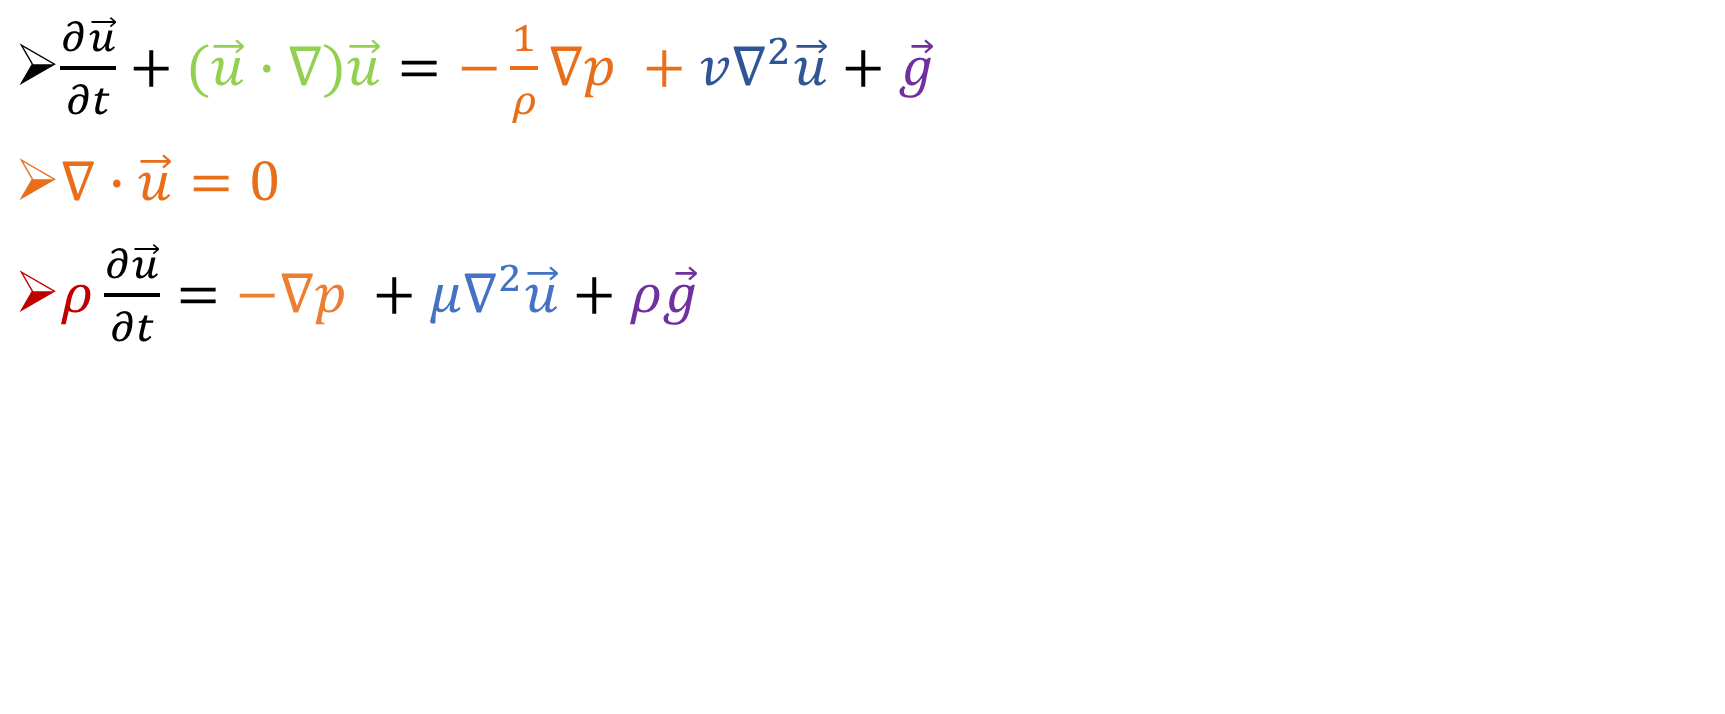 ➢ ∂u⃗/∂t + (u⃗ · ∇)u⃗ = −1/ρ ∇p + ν∇²u⃗ + g⃗
➢ ∇ · u⃗ = 0
➢ ρ ∂u⃗/∂t = −∇p + μ∇²u⃗ + ρg⃗